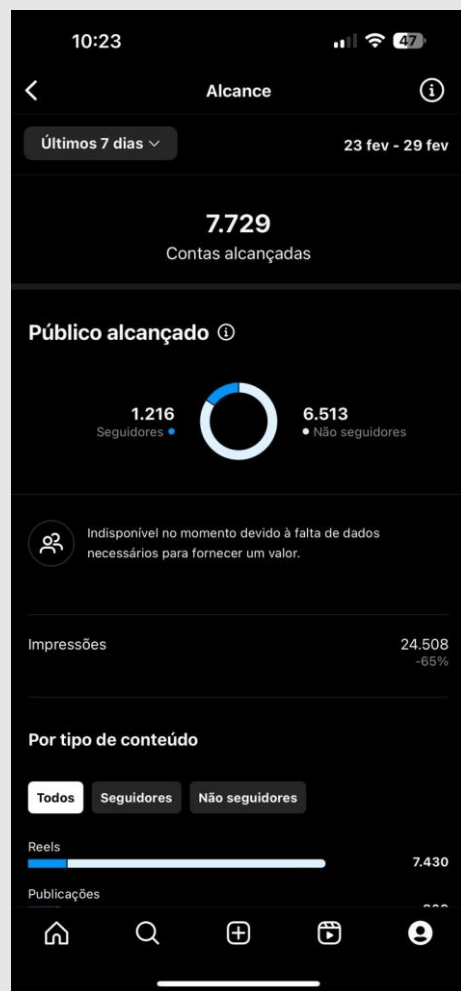 10:23
47
Alcance
Últimos 7 dias
23 fev - 29 fev
7.729
Contas alcançadas
Público alcançado
1.216
Seguidores
6.513
Não seguidores
Indisponível no momento devido à falta de dados
necessários para fornecer um valor.
Impressões
24.508
-65%
Por tipo de conteúdo
Todos
Seguidores
Não seguidores
Reels
7.430
Publicações